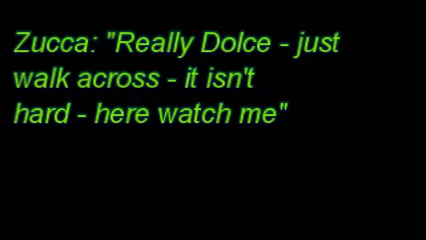 Zucca: "Really Dolce - just
walk across - it isn't
hard - here watch me"